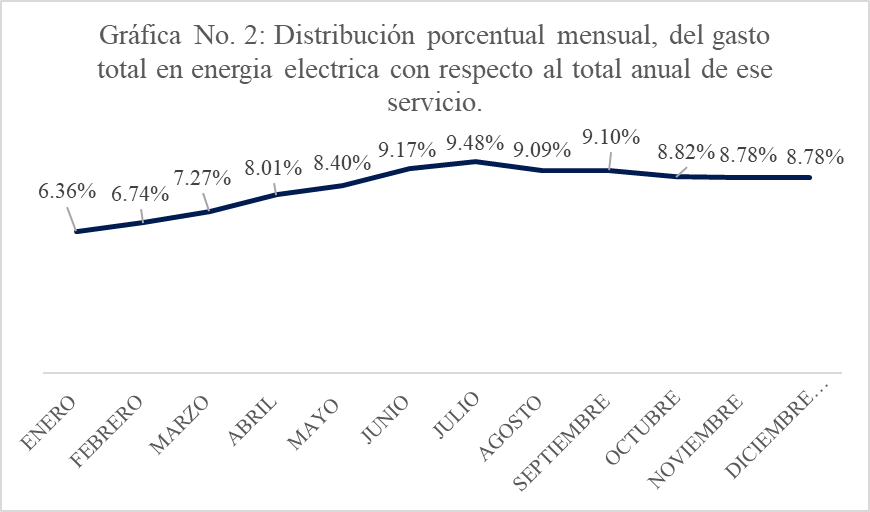 Gráfica No. 2: Distribución porcentual mensual, del gasto
total en energia electrica con respecto al total anual de ese
servicio.
6.36%
6.74%
7.27%
8.01%
8.40%
9.17%
9.48%
9.09%
9.10%
8.82%
8.78%
8.78%
ENERO
FEBRERO
MARZO
ABRIL
MAYO
JUNIO
JULIO
AGOSTO
SEPTIEMBRE
OCTUBRE
NOVIEMBRE
DICIEMBRE…